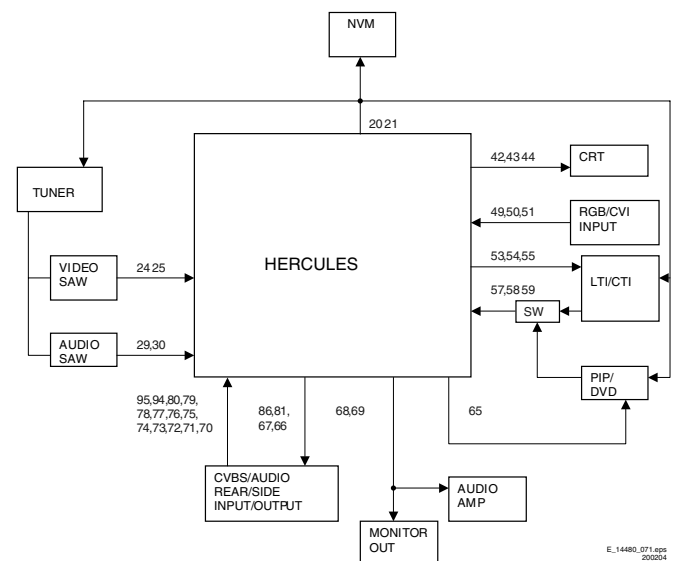 NVM
20 21
42,43 44
CRT
TUNER
49,50,51
RGB/CVI
INPUT
HERCULES
53,54,55
VIDEO
SAW
24 25
LTI/CTI
57,58 59
SW
AUDIO
SAW
29,30
PIP/
DVD
95,94,80,79,
78,77,76,75,
74,73,72,71,70
86,81,
67,66
68,69
65
CVBS/AUDIO
REAR/SIDE
INPUT/OUTPUT
AUDIO
AMP
MONITOR
OUT
E_14480_071.eps
200204